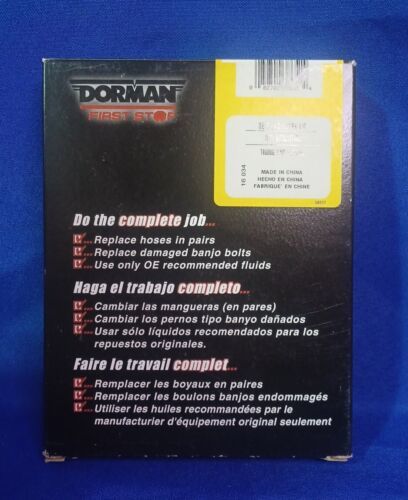 DORMAN
FIRST STOP
16 034
MADE IN CHINA
HECHO EN CHINA
FABRIQUE' EN CHINE
Do the complete job...
Replace hoses in pairs
Replace damaged banjo bolts
Use only OE recommended fluids
Haga el trabajo completo...
Cambiar las mangueras (en pares)
Cambiar los pernos tipo banyo dañados
Usar sólo líquidos recomendados para los
repuestos originales.
Faire le travail complet...
Remplacer les boyaux en paires
Remplacer les boulons banjos endommagés
Utiliser les huiles recommandées par le
manufacturier d'équipement original seulement